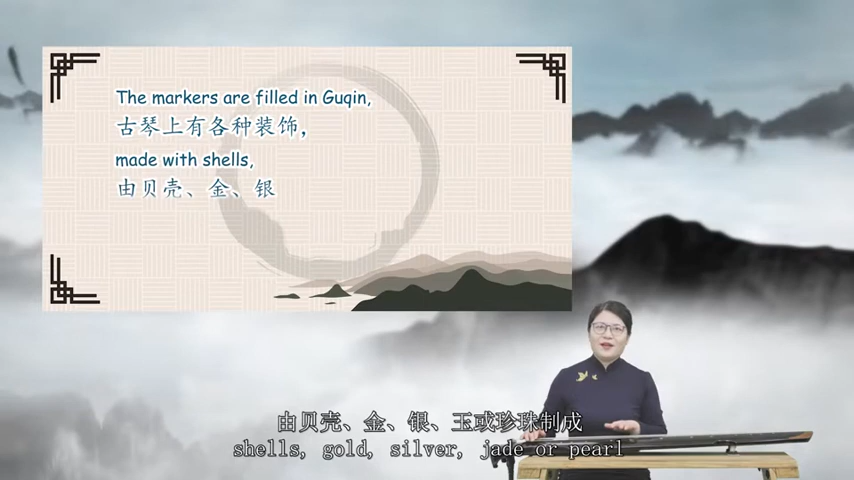 The markers are filled in Guqin,
古琴上有各种装饰，
made with shells,
由贝壳、金、银
由贝壳、金、银、玉或珍珠制成
shells, gold, silver, jade or pearl